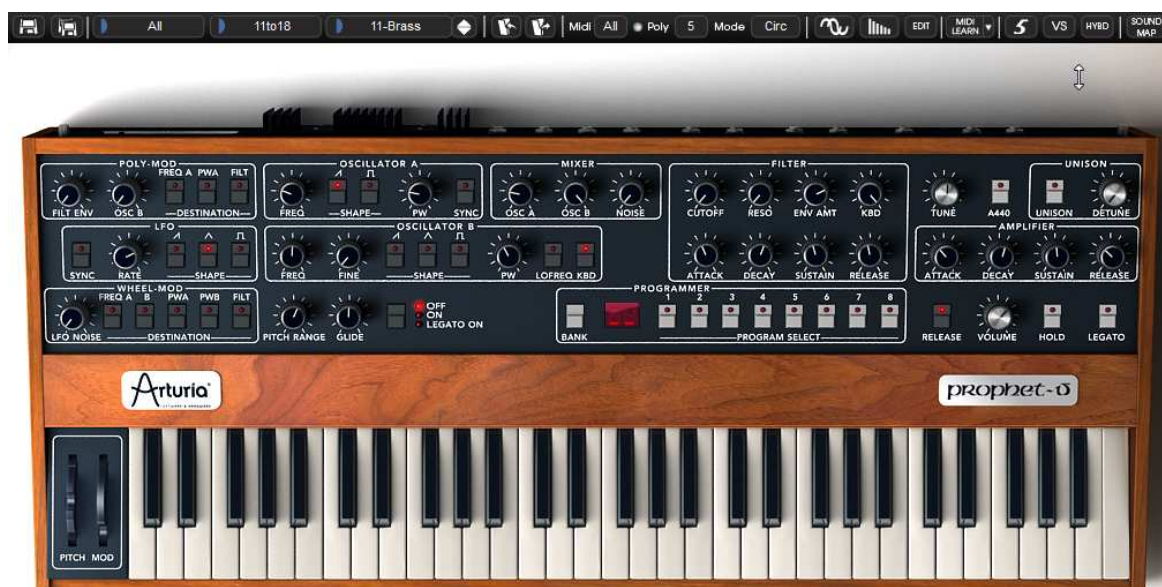 All 11to18 11-Brass Midi All Poly 5 Mode Circ EDIT MIDI LEARN 5 VS HYBD SOUND MAP
POLY-MOD OSCILLATOR A MIXER FILTER UNISON
FREQ A PWA FILT
FILT ENV OSC B DESTINATION FREQ SHAPE PW SYNC OSC A OSC B NOISE CUTOFF RESO ENV AMT KBD TUNE A440 UNISON DETUNE
LFO OSCILLATOR B AMPLIFIER
SYNC RATE SHAPE FREQ FINE SHAPE PW LOFREQ KBD ATTACK DECAY SUSTAIN RELEASE ATTACK DECAY SUSTAIN RELEASE
WHEEL-MOD PROGRAMMER
FREQ A B PWA PWB FILT 1 2 3 4 5 6 7 8
OFF
ON
LEGATO ON
LFO NOISE DESTINATION PITCH RANGE GLIDE BANK PROGRAM SELECT RELEASE VOLUME HOLD LEGATO
Arturia prophet-5
PITCH MOD